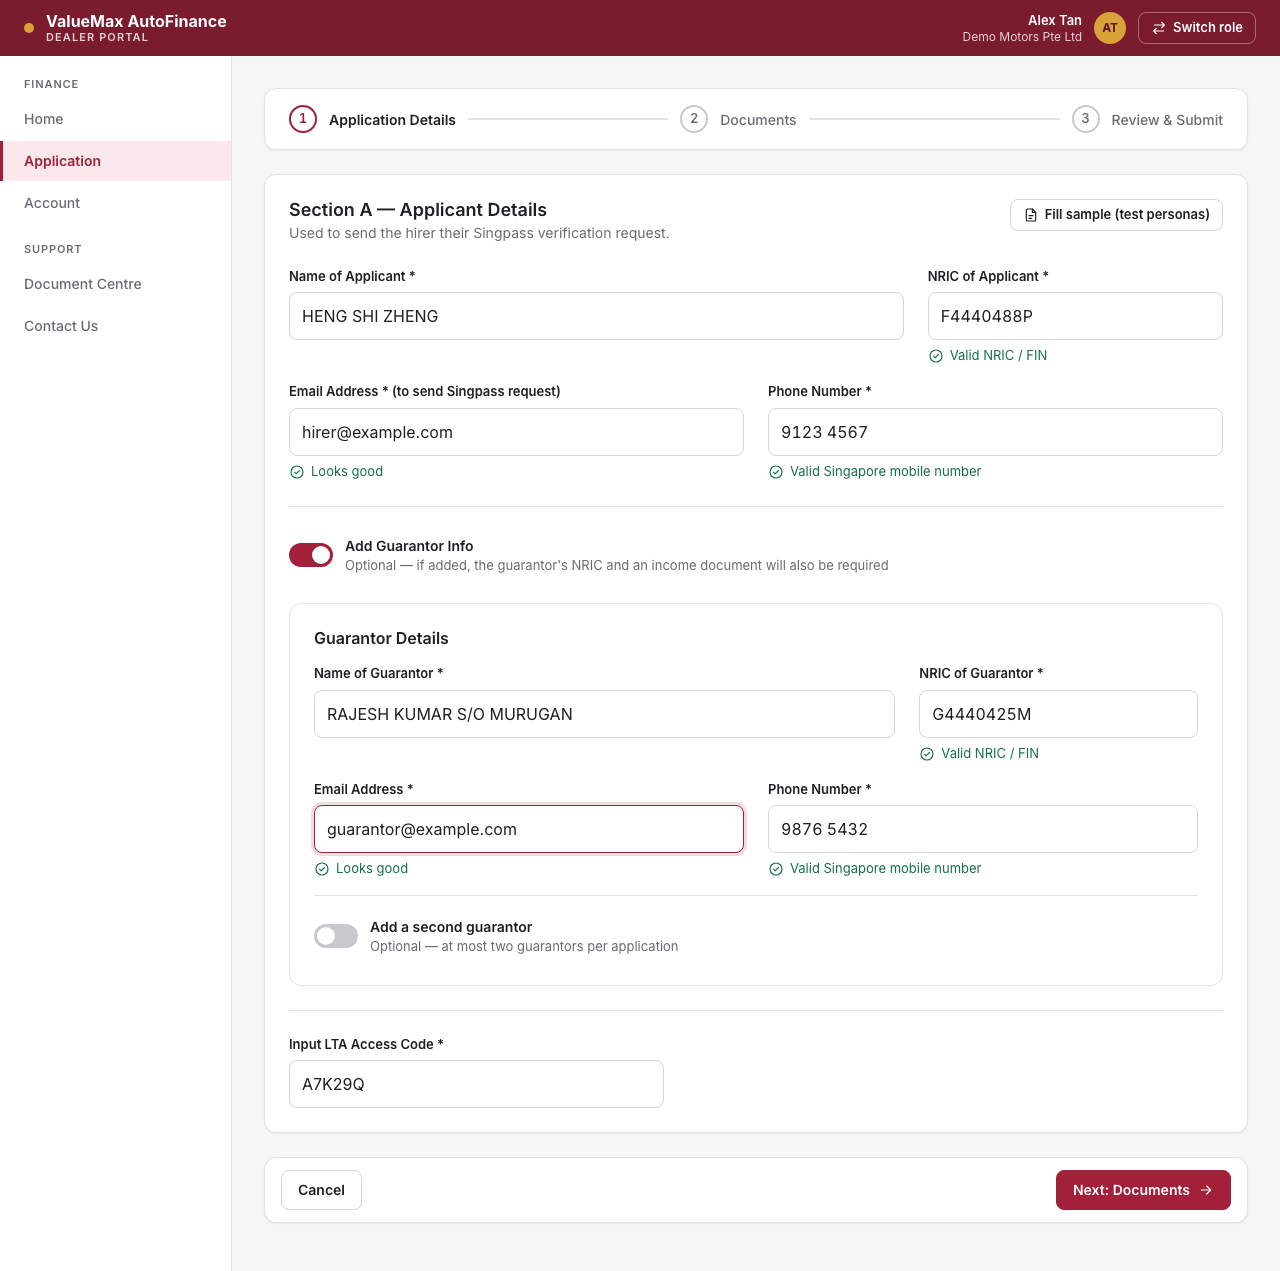 ValueMax AutoFinance
DEALER PORTAL
Alex Tan
Demo Motors Pte Ltd
AT
Switch role
FINANCE
Home
Application
Account
SUPPORT
Document Centre
Contact Us
1 Application Details
2 Documents
3 Review & Submit
Section A — Applicant Details
Used to send the hirer their Singpass verification request.
Fill sample (test personas)
Name of Applicant *
HENG SHI ZHENG
NRIC of Applicant *
F4440488P
Valid NRIC / FIN
Email Address * (to send Singpass request)
hirer@example.com
Looks good
Phone Number *
9123 4567
Valid Singapore mobile number
Add Guarantor Info
Optional — if added, the guarantor's NRIC and an income document will also be required
Guarantor Details
Name of Guarantor *
RAJESH KUMAR S/O MURUGAN
NRIC of Guarantor *
G4440425M
Valid NRIC / FIN
Email Address *
guarantor@example.com
Looks good
Phone Number *
9876 5432
Valid Singapore mobile number
Add a second guarantor
Optional — at most two guarantors per application
Input LTA Access Code *
A7K29Q
Cancel
Next: Documents →